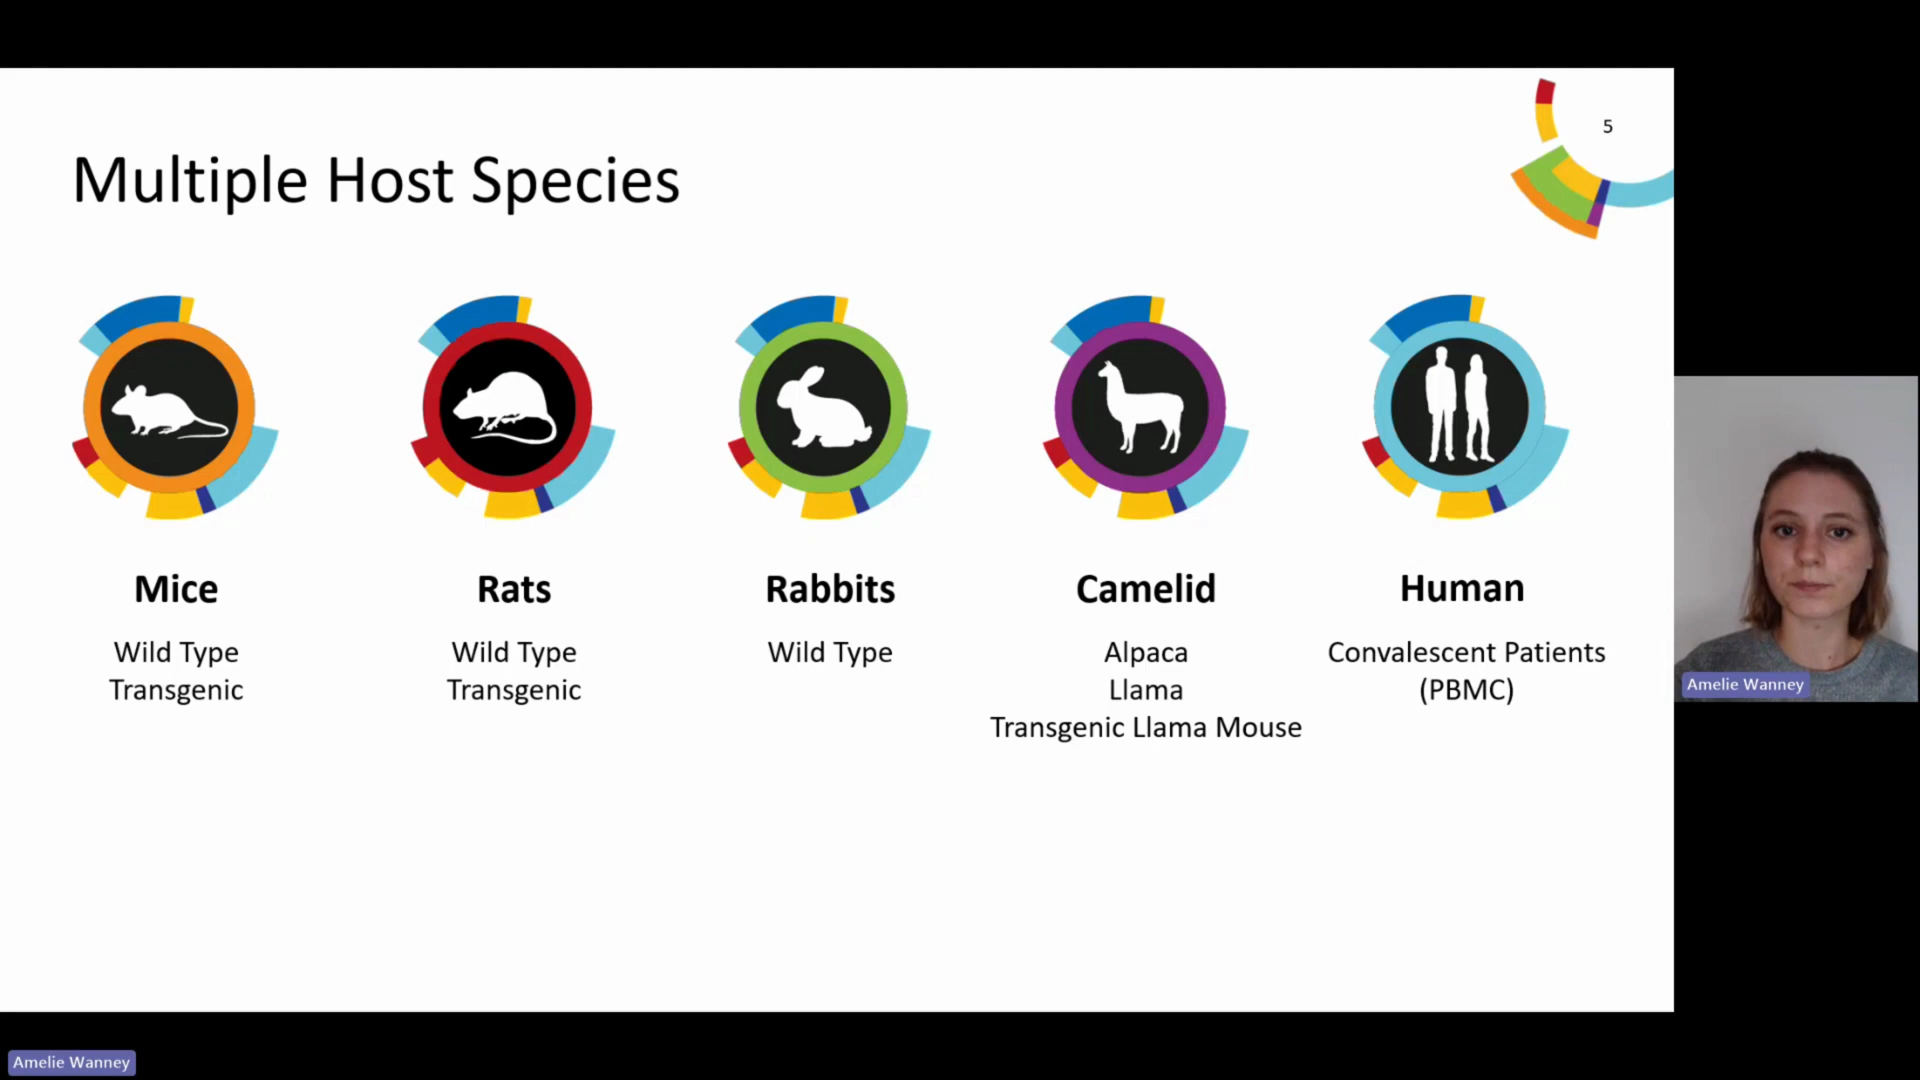 5
Multiple Host Species
Mice
Wild Type
Transgenic
Rats
Wild Type
Transgenic
Rabbits
Wild Type
Camelid
Alpaca
Llama
Transgenic Llama Mouse
Human
Convalescent Patients
(PBMC)
Amelie Wanney
Amelie Wanney